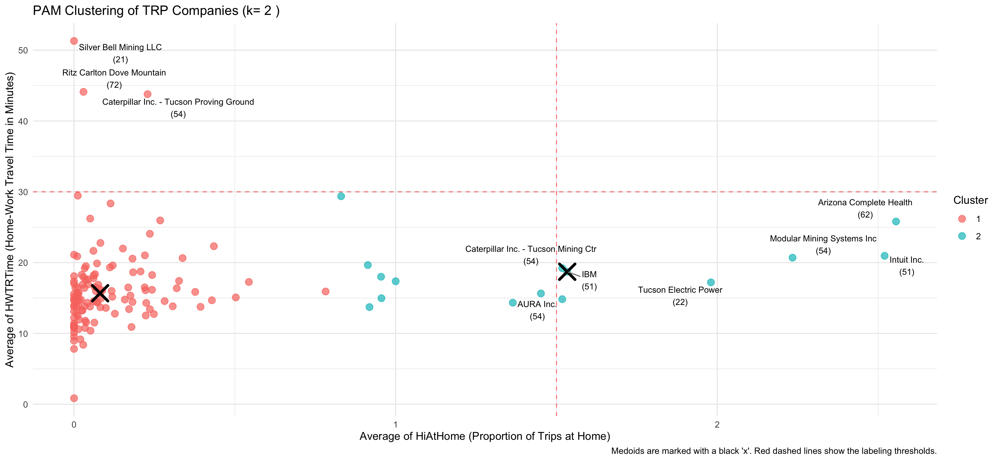 PAM Clustering of TRP Companies (k= 2 )
Average of HWTRTime (Home-Work Travel Time in Minutes)
50
40
30
20
10
0
Silver Bell Mining LLC
(21)
Ritz Carlton Dove Mountain
(72)
Caterpillar Inc. - Tucson Proving Ground
(54)
Arizona Complete Health
(62)
Modular Mining Systems Inc
(54)
Caterpillar Inc. - Tucson Mining Ctr
(54)
Intuit Inc.
(51)
IBM
(51)
Tucson Electric Power
(22)
AURA Inc.
(54)
Cluster
1
2
0
1
2
Average of HiAtHome (Proportion of Trips at Home)
Medoids are marked with a black 'x'. Red dashed lines show the labeling thresholds.